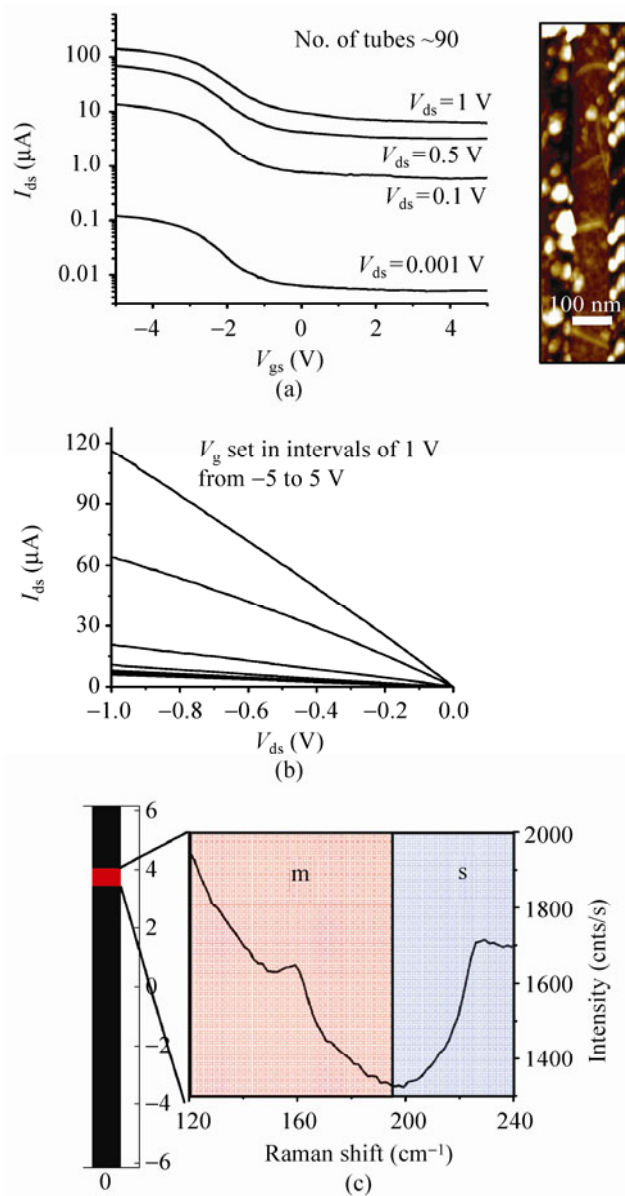 No. of tubes ~90
100
10
1.0
0.1
0.01
I_ds (μA)
V_ds=1 V
V_ds=0.5 V
V_ds=0.1 V
V_ds=0.001 V
−4 −2 0 2 4
V_gs (V)
(a)
100 nm
V_g set in intervals of 1 V
from −5 to 5 V
120
90
60
30
0
I_ds (μA)
−1.0 −0.8 −0.6 −0.4 −0.2 0.0
V_ds (V)
(b)
6
4
2
0
−2
−4
−6
0
m
s
2000
1800
1600
1400
Intensity (cnts/s)
120 160 200 240
Raman shift (cm⁻¹)
(c)